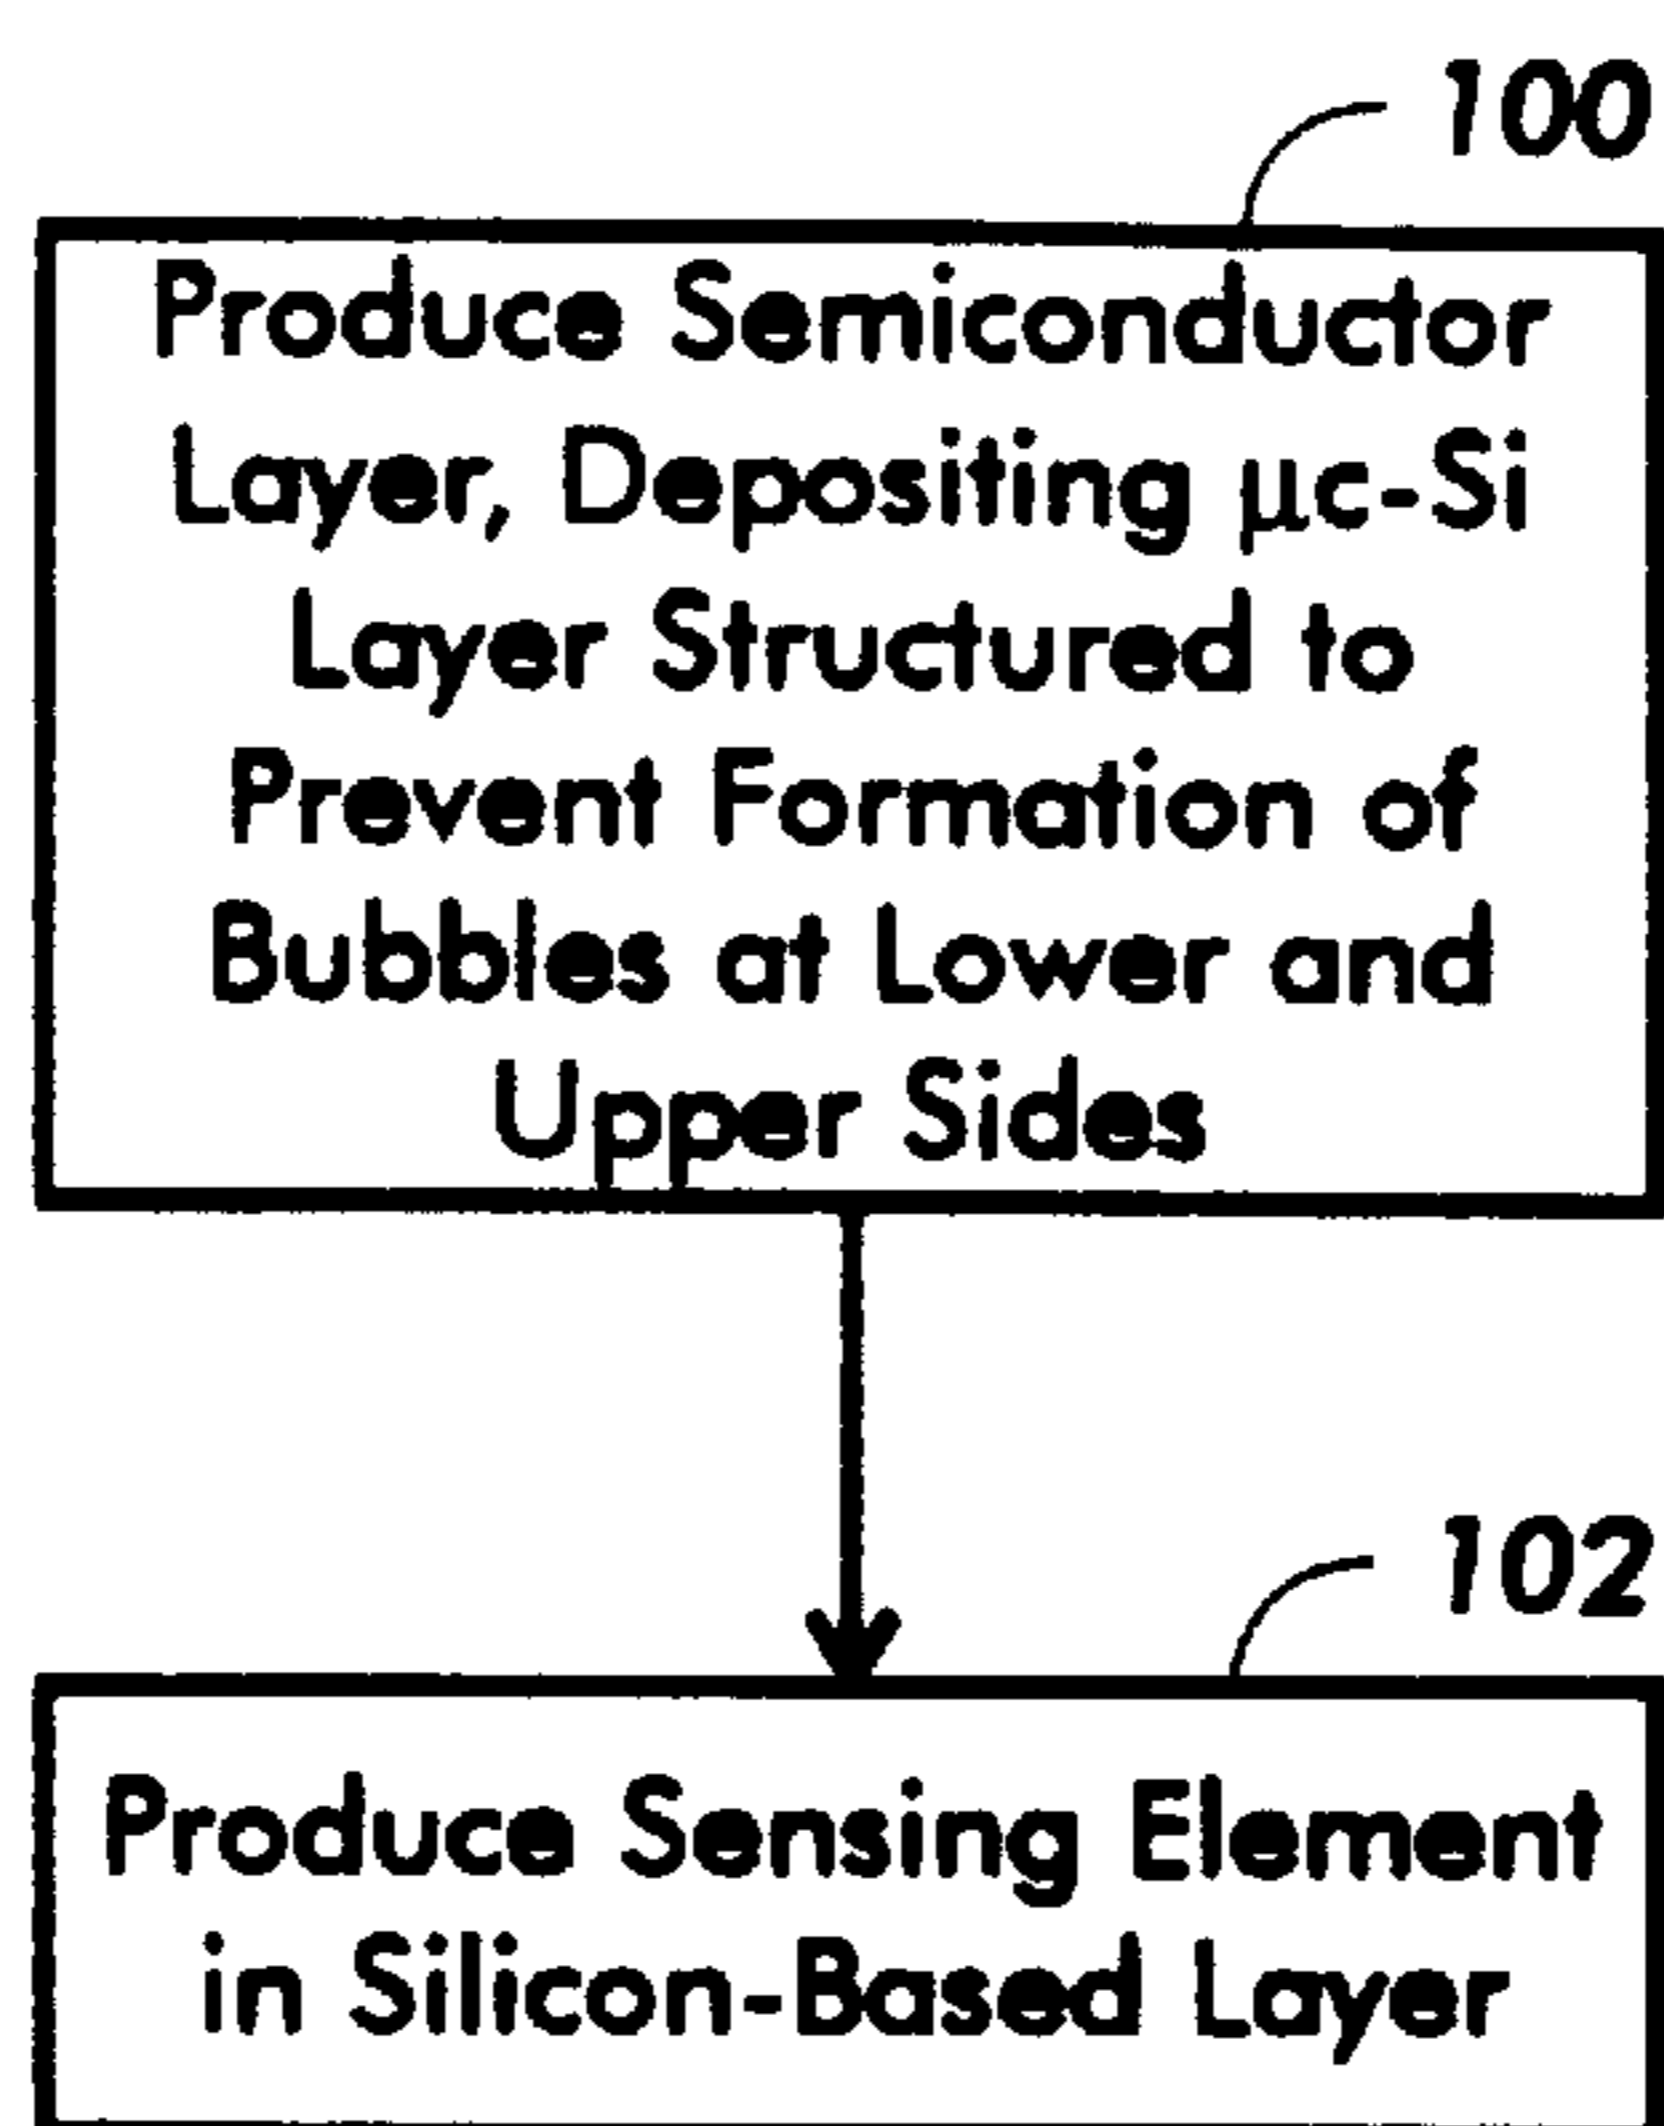 100
Produce Semiconductor
Layer, Depositing µc-Si
Layer Structured to
Prevent Formation of
Bubbles at Lower and
Upper Sides
102
Produce Sensing Element
in Silicon-Based Layer